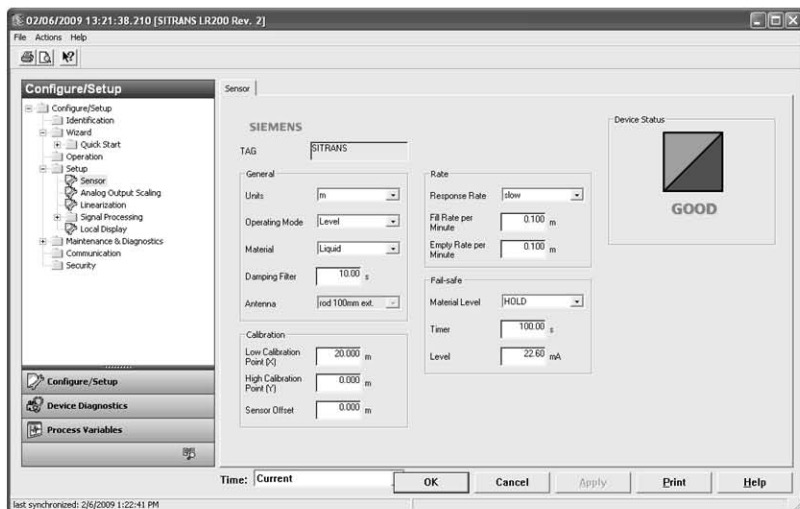 02/06/2009 13:21:38.210 [SITRANS LR200 Rev. 2]
File Actions Help
Configure/Setup
Configure/Setup
Identification
Wizard
Quick Start
Operation
Setup
Sensor
Analog Output Scaling
Linearization
Signal Processing
Local Display
Maintenance & Diagnostics
Communication
Security
Configure/Setup
Device Diagnostics
Process Variables
Sensor
SIEMENS
TAG SITRANS
General
Units m
Operating Mode Level
Material Liquid
Damping Filter 10.00 s
Antenna rod 100mm ext.
Calibration
Low Calibration Point (X) 20.000 m
High Calibration Point (Y) 0.000 m
Sensor Offset 0.000 m
Rate
Response Rate slow
Fill Rate per Minute 0.100 m
Empty Rate per Minute 0.100 m
Fail-safe
Material Level HOLD
Timer 100.00 s
Level 22.60 mA
Device Status
GOOD
Time: Current OK Cancel Apply Print Help
last synchronized: 2/6/2009 1:22:41 PM